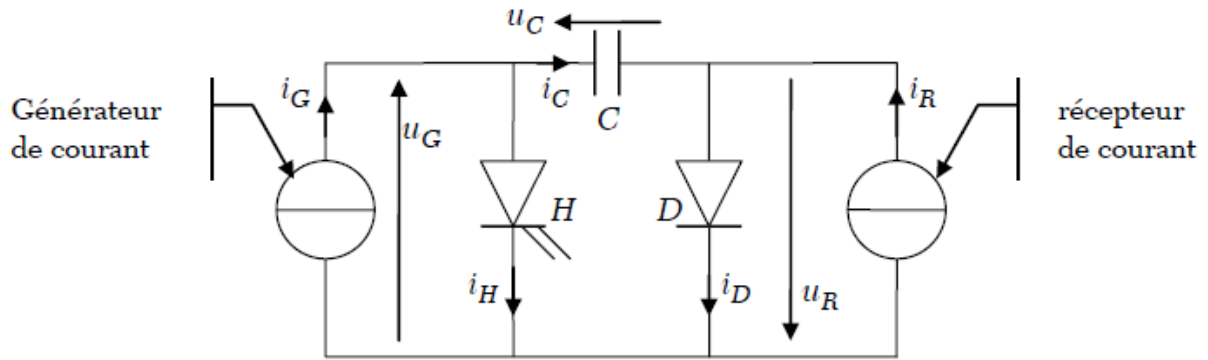 u_C
i_G
i_C
C
i_R
Générateur
de courant
u_G
récepteur
de courant
H
D
i_H
i_D
u_R